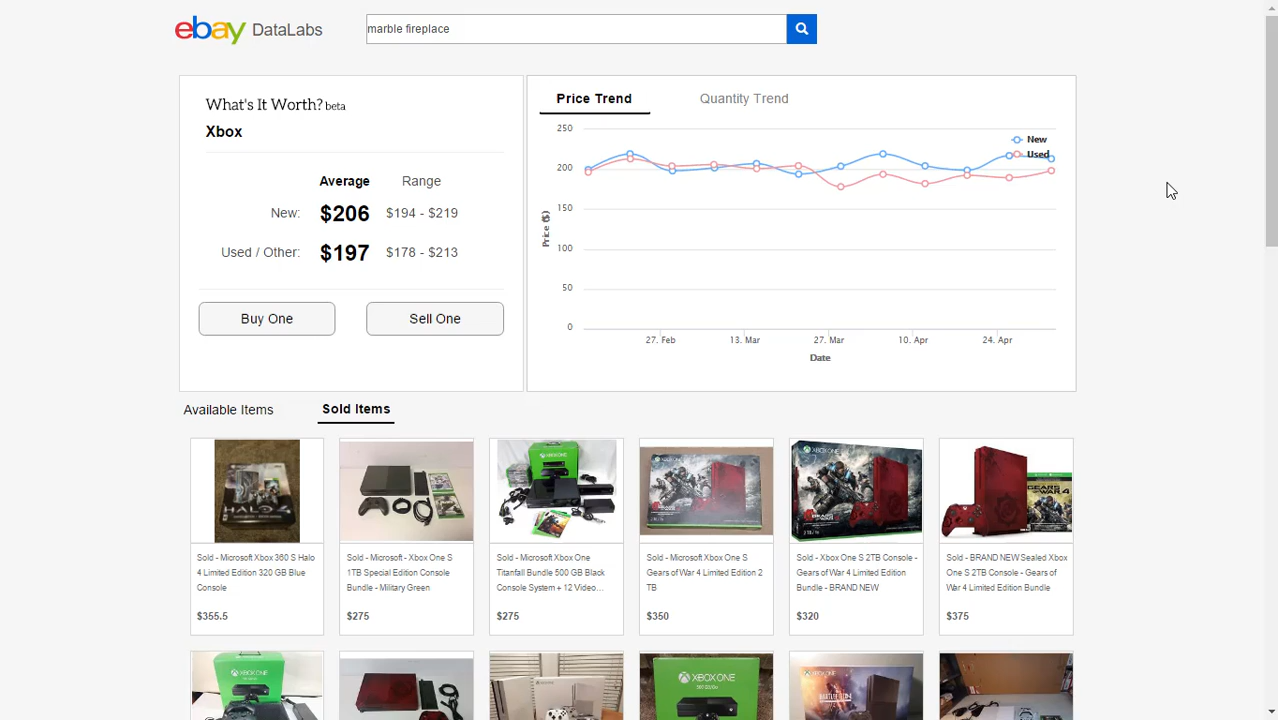 ebay DataLabs
marble fireplace
What's It Worth? beta
Xbox
Average Range
New: $206 $194 - $219
Used / Other: $197 $178 - $213
Buy One Sell One
Price Trend Quantity Trend
New
Used
250
200
150
100
50
0
Price ($)
27. Feb 13. Mar 27. Mar 10. Apr 24. Apr
Date
Available Items Sold Items
HALO 4
Sold - Microsoft Xbox 360 S Halo
4 Limited Edition 320 GB Blue
Console
$355.5
Sold - Microsoft - Xbox One S
1TB Special Edition Console
Bundle - Military Green
$275
Sold - Microsoft Xbox One
Titanfall Bundle 500 GB Black
Console System + 12 Video...
$275
Sold - Microsoft Xbox One S
Gears of War 4 Limited Edition 2
TB
$350
Sold - Xbox One S 2TB Console -
Gears of War 4 Limited Edition
Bundle - BRAND NEW
$320
Sold - BRAND NEW Sealed Xbox
One S 2TB Console - Gears of
War 4 Limited Edition Bundle
$375
XBOX ONE